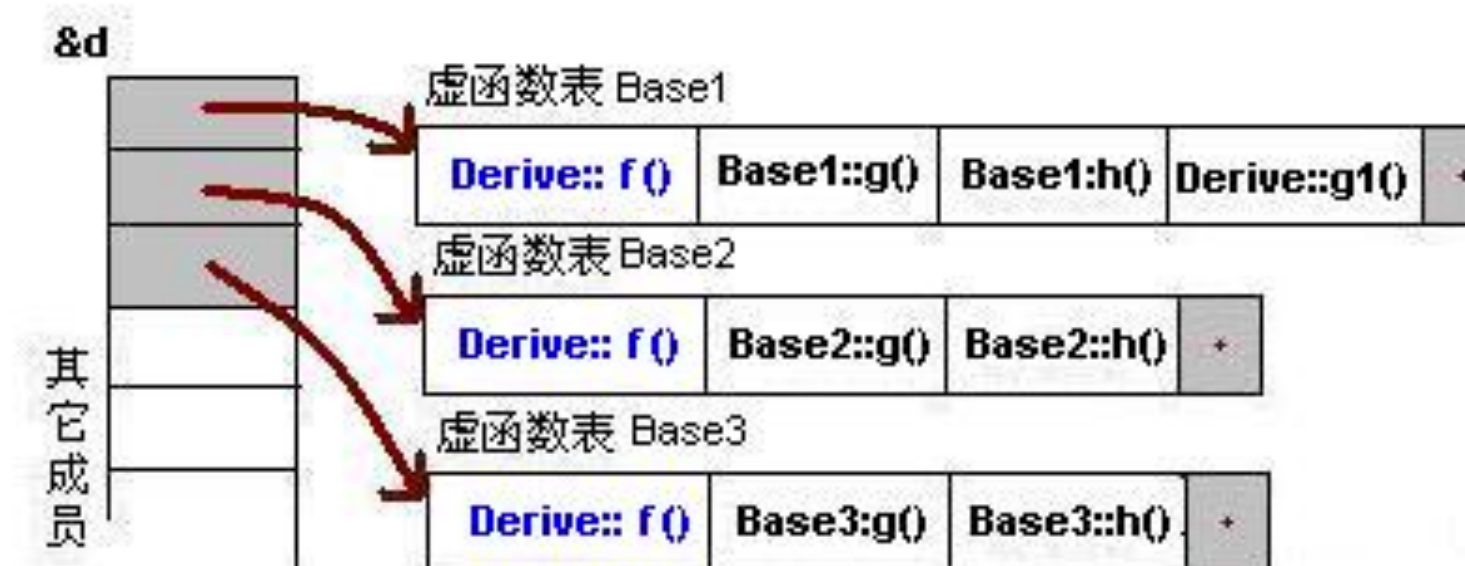 &d
虚函数表 Base1
Derive:: f() Base1::g() Base1:h() Derive::g1()
虚函数表 Base2
Derive:: f() Base2::g() Base2::h()
虚函数表 Base3
Derive:: f() Base3:g() Base3::h()
其它成员